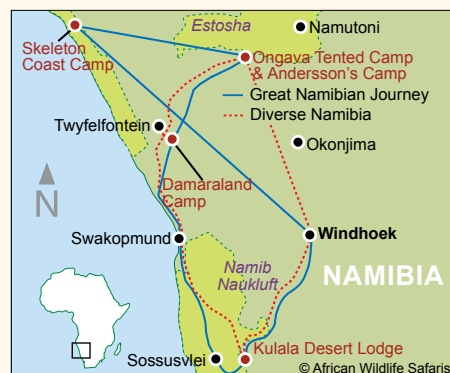 Estosha
Namutoni
Skeleton
Coast Camp
Ongava Tented Camp
& Andersson's Camp
Great Namibian Journey
Diverse Namibia
Twyfelfontein
Okonjima
Damaraland
Camp
N
Swakopmund
Windhoek
Namib
Naukluft
NAMIBIA
Sossusvlei
Kulala Desert Lodge
© African Wildlife Safaris